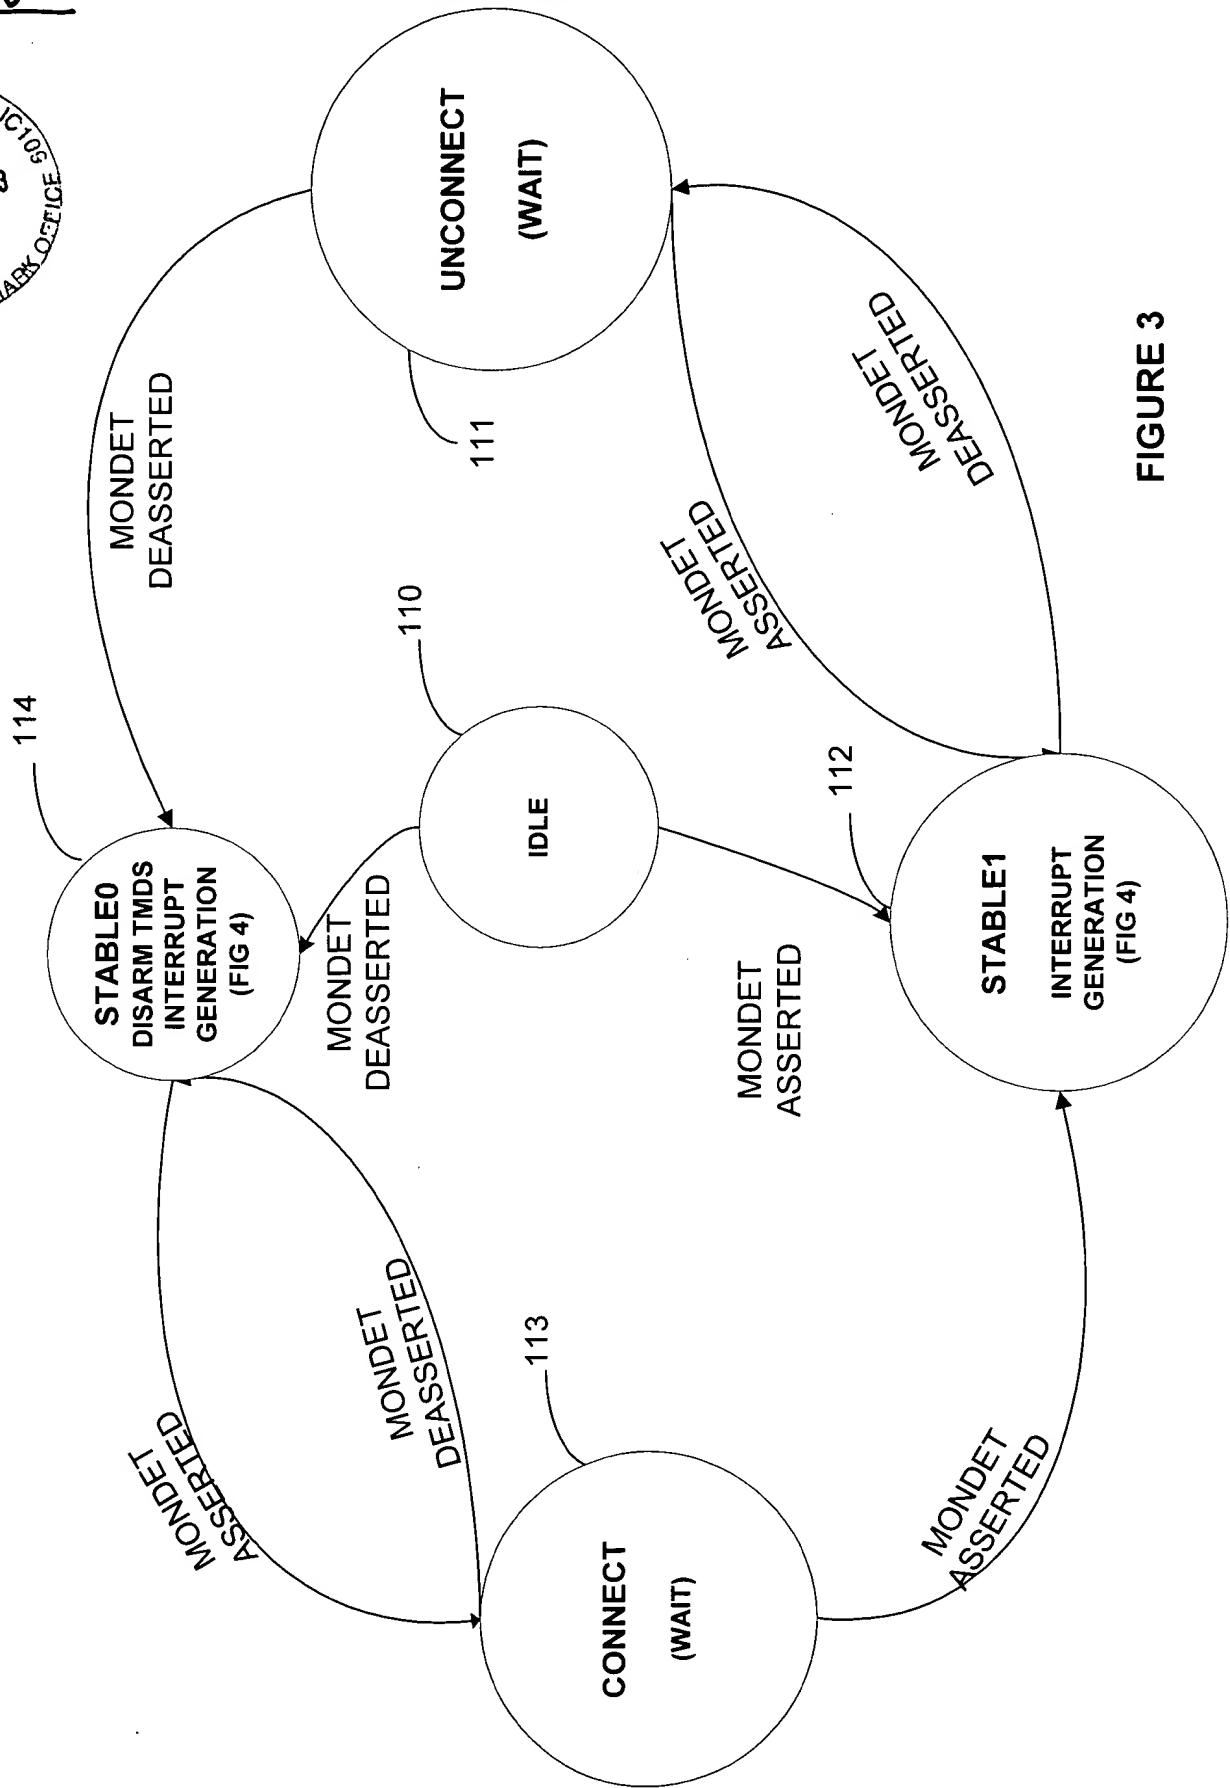 114
STABLE0
DISARM TMDS
INTERRUPT
GENERATION
(FIG 4)
MONDET
DEASSERTED
MONDET
ASSERTED
MONDET
DEASSERTED
MONDET
DEASSERTED
110
IDLE
UNCONNECT
(WAIT)
111
113
CONNECT
(WAIT)
MONDET
ASSERTED
112
MONDET
ASSERTED
MONDET
DEASSERTED
STABLE1
INTERRUPT
GENERATION
(FIG 4)
MONDET
ASSERTED
FIGURE 3